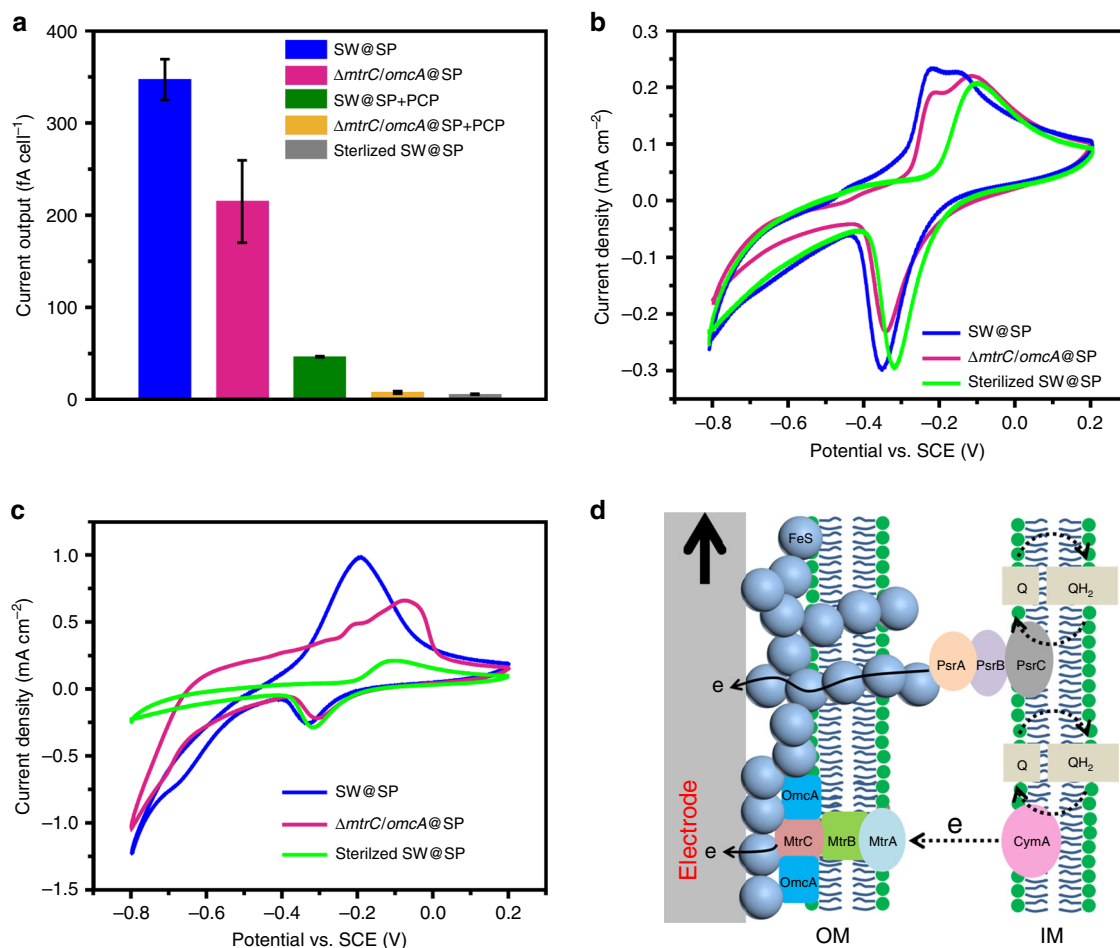 a
400
300
200
100
0
Current output (fA cell⁻¹)
SW@SP
ΔmtrC/omcA@SP
SW@SP+PCP
ΔmtrC/omcA@SP+PCP
Sterlized SW@SP
b
0.3
0.2
0.1
0.0
−0.1
−0.2
−0.3
Current density (mA cm⁻²)
SW@SP
ΔmtrC/omcA@SP
Sterilized SW@SP
−0.8 −0.6 −0.4 −0.2 0.0 0.2
Potential vs. SCE (V)
c
1.0
0.5
0.0
−0.5
−1.0
−1.5
Current density (mA cm⁻²)
SW@SP
ΔmtrC/omcA@SP
Sterilzed SW@SP
−0.8 −0.6 −0.4 −0.2 0.0 0.2
Potential vs. SCE (V)
d
FeS
Q QH₂
PsrA PsrB PsrC
e
Q QH₂
OmcA
e
e MtrC MtrB MtrA CymA
OmcA
Electrode
OM IM